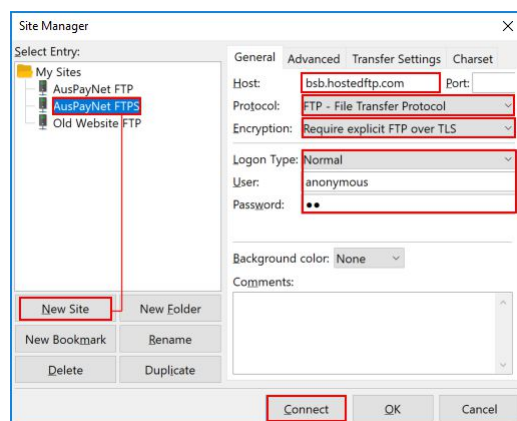 Site Manager
Select Entry:
My Sites
AusPayNet FTP
AusPayNet FTPS
Old Website FTP
New Site New Folder
New Bookmark Rename
Delete Duplicate
General Advanced Transfer Settings Charset
Host: bsb.hostedftp.com Port:
Protocol: FTP - File Transfer Protocol
Encryption: Require explicit FTP over TLS
Logon Type: Normal
User: anonymous
Password: ●●
Background color: None
Comments:
Connect OK Cancel